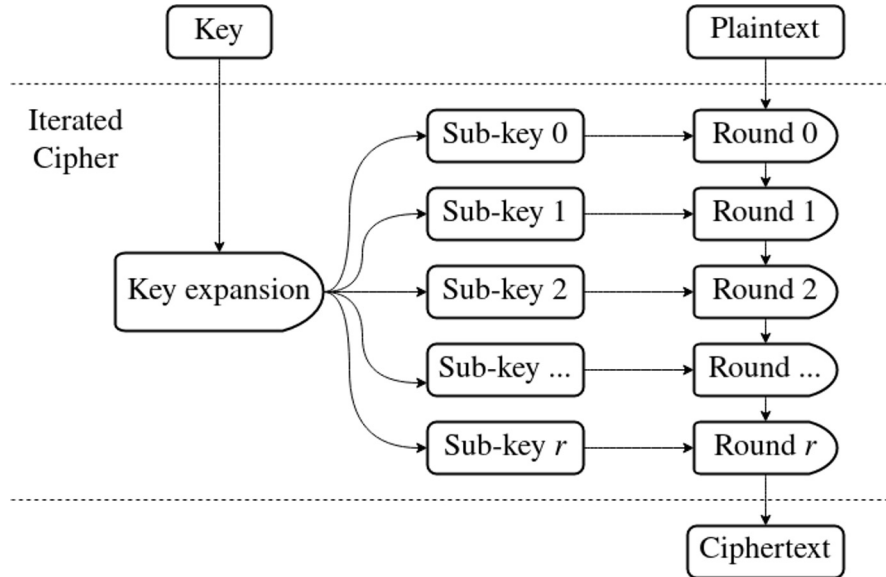 Key
Plaintext
Iterated
Cipher
Sub-key 0
Round 0
Sub-key 1
Round 1
Key expansion
Sub-key 2
Round 2
Sub-key ...
Round ...
Sub-key r
Round r
Ciphertext